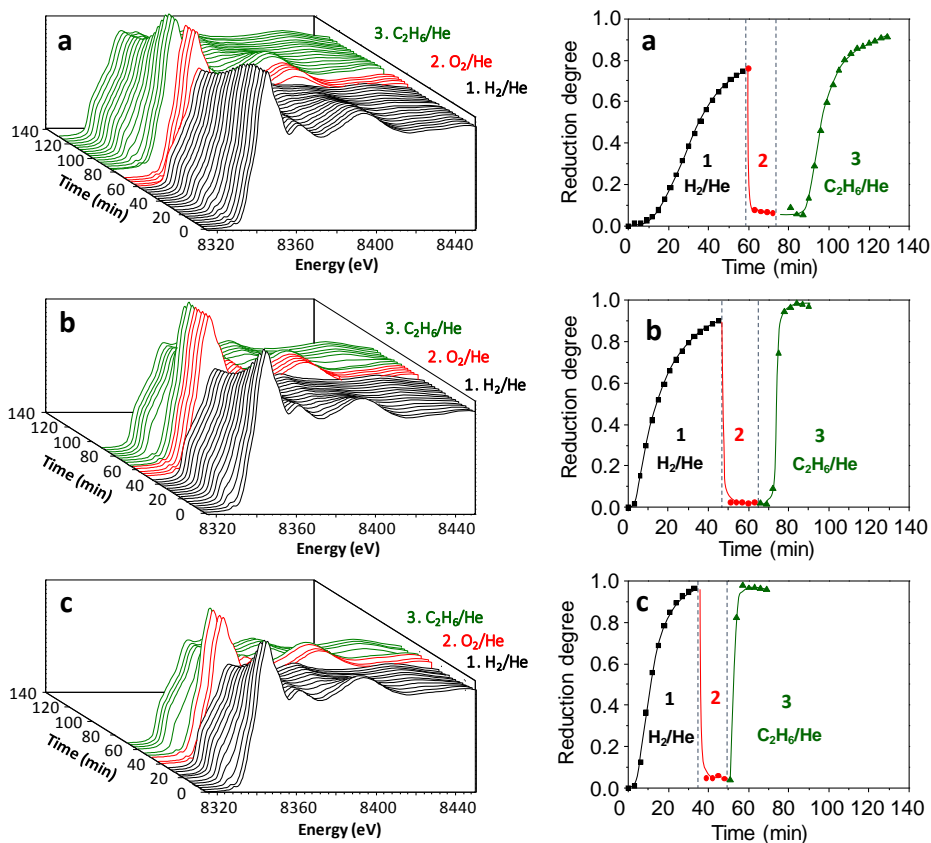 a
3. C₂H₆/He
2. O₂/He
1. H₂/He
140
120
100
80
60
40
20
0
Time (min)
8320
8360
8400
8440
Energy (eV)
a
1.0
0.8
0.6
0.4
0.2
0.0
Reduction degree
1
H₂/He
2
3
C₂H₆/He
0 20 40 60 80 100 120 140
Time (min)
b
3. C₂H₆/He
2. O₂/He
1. H₂/He
140
120
100
80
60
40
20
0
Time (min)
8320
8360
8400
8440
Energy (eV)
b
1.0
0.8
0.6
0.4
0.2
0.0
Reduction degree
1
H₂/He
2
3
C₂H₆/He
0 20 40 60 80 100 120 140
Time (min)
c
3. C₂H₆/He
2. O₂/He
1. H₂/He
140
120
100
80
60
40
20
0
Time (min)
8320
8360
8400
8440
Energy (eV)
c
1.0
0.8
0.6
0.4
0.2
0.0
Reduction degree
1
H₂/He
2
3
C₂H₆/He
0 20 40 60 80 100 120 140
Time (min)